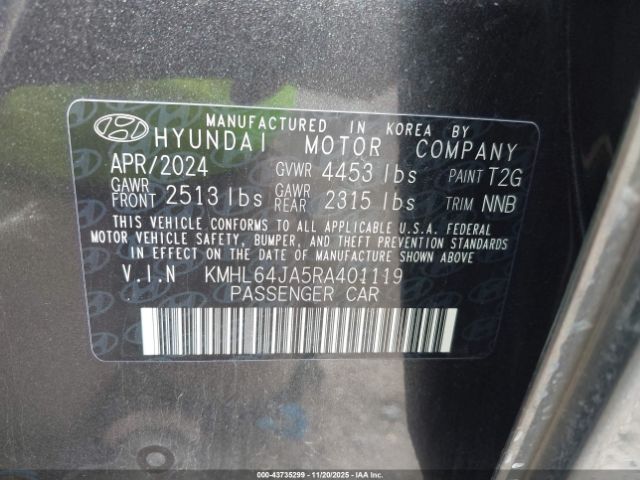 MANUFACTURED IN KOREA BY
HYUNDAI MOTOR COMPANY
APR/2024 GVWR 4453 lbs PAINT T2G
GAWR FRONT 2513 lbs GAWR REAR 2315 lbs TRIM NNB
THIS VEHICLE CONFORMS TO ALL APPLICABLE U.S.A. FEDERAL
MOTOR VEHICLE SAFETY, BUMPER, AND THEFT PREVENTION STANDARDS
IN EFFECT ON THE DATE OF MANUFACTURE SHOWN ABOVE
V.I.N KMHL64JA5RA401119
PASSENGER CAR
000-43735299 - 11/20/2025 - IAAI.COM